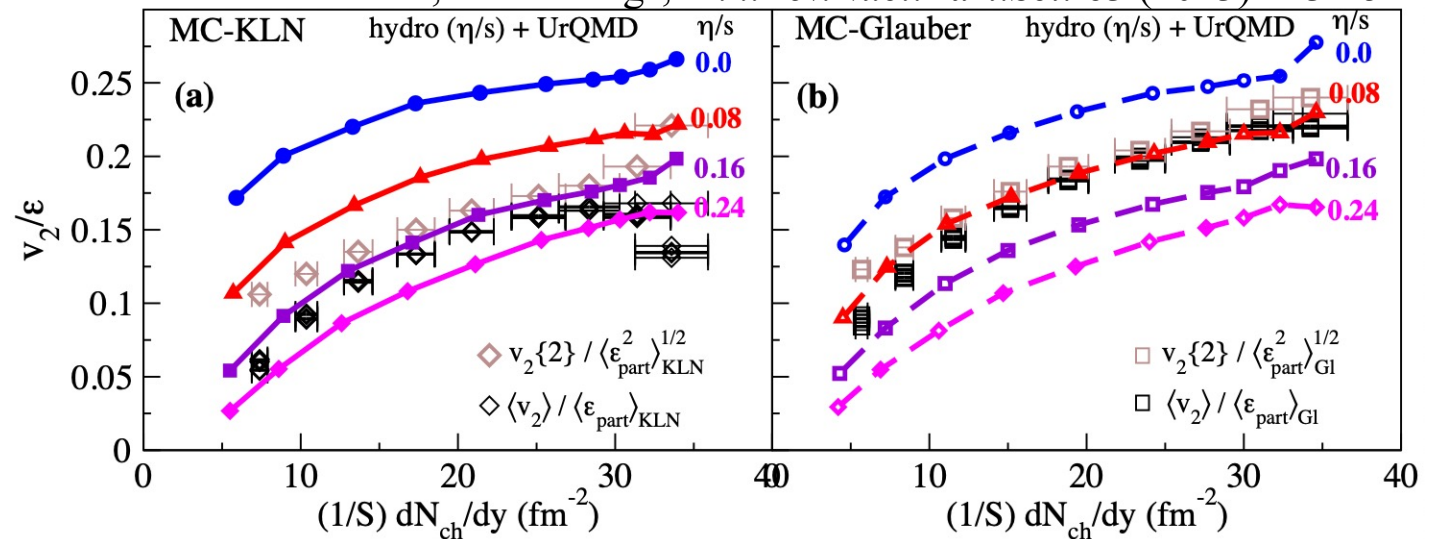 MC-KLN hydro (η/s) + UrQMD η/s
0.0
0.08
0.16
0.24
(a)
v₂/ε
0.25
0.2
0.15
0.1
0.05
0
v₂{2} / ⟨ε²part⟩^1/2 KLN
⟨v₂⟩ / ⟨εpart⟩KLN
0 10 20 30 40
(1/S) dNch/dy (fm⁻²)
MC-Glauber hydro (η/s) + UrQMD η/s
0.0
0.08
0.16
0.24
(b)
v₂{2} / ⟨ε²part⟩^1/2 Gl
⟨v₂⟩ / ⟨εpart⟩Gl
0 10 20 30 40
(1/S) dNch/dy (fm⁻²)